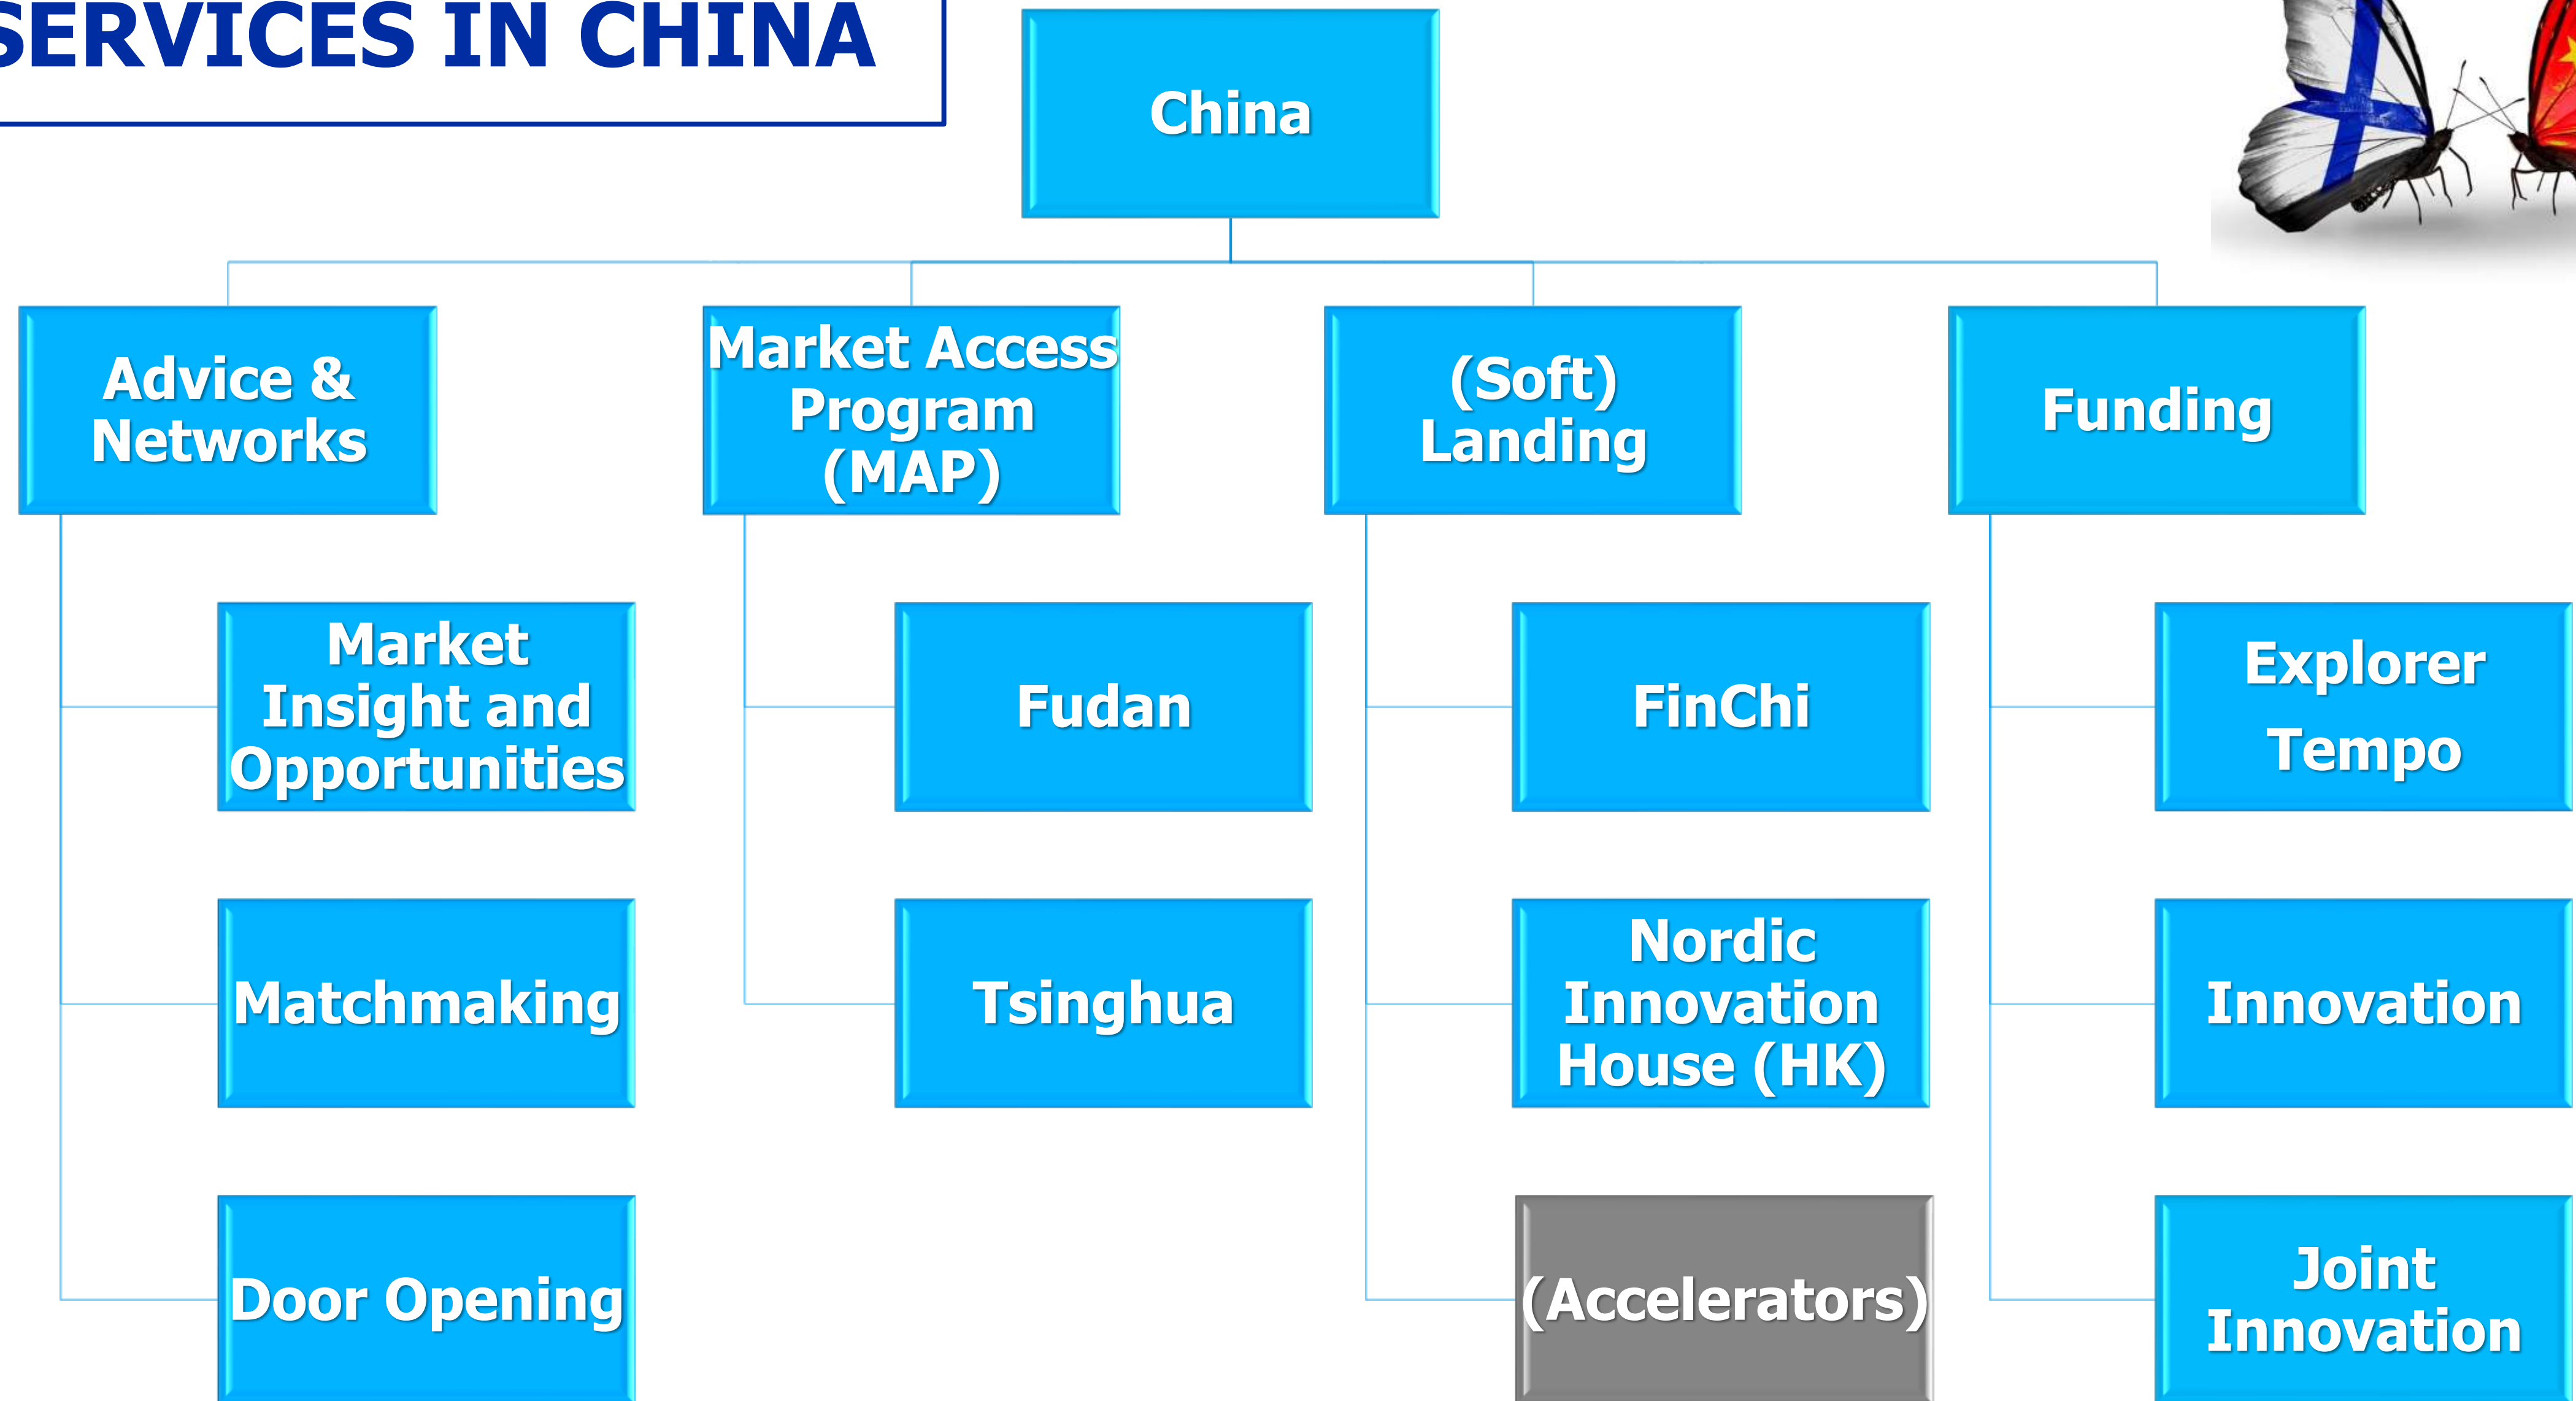 SERVICES IN CHINA
China
Advice &
Networks
Market Access
Program
(MAP)
(Soft)
Landing
Funding
Market
Insight and
Opportunities
Fudan
FinChi
Explorer
Tempo
Matchmaking
Tsinghua
Nordic
Innovation
House (HK)
Innovation
Door Opening
(Accelerators)
Joint
Innovation